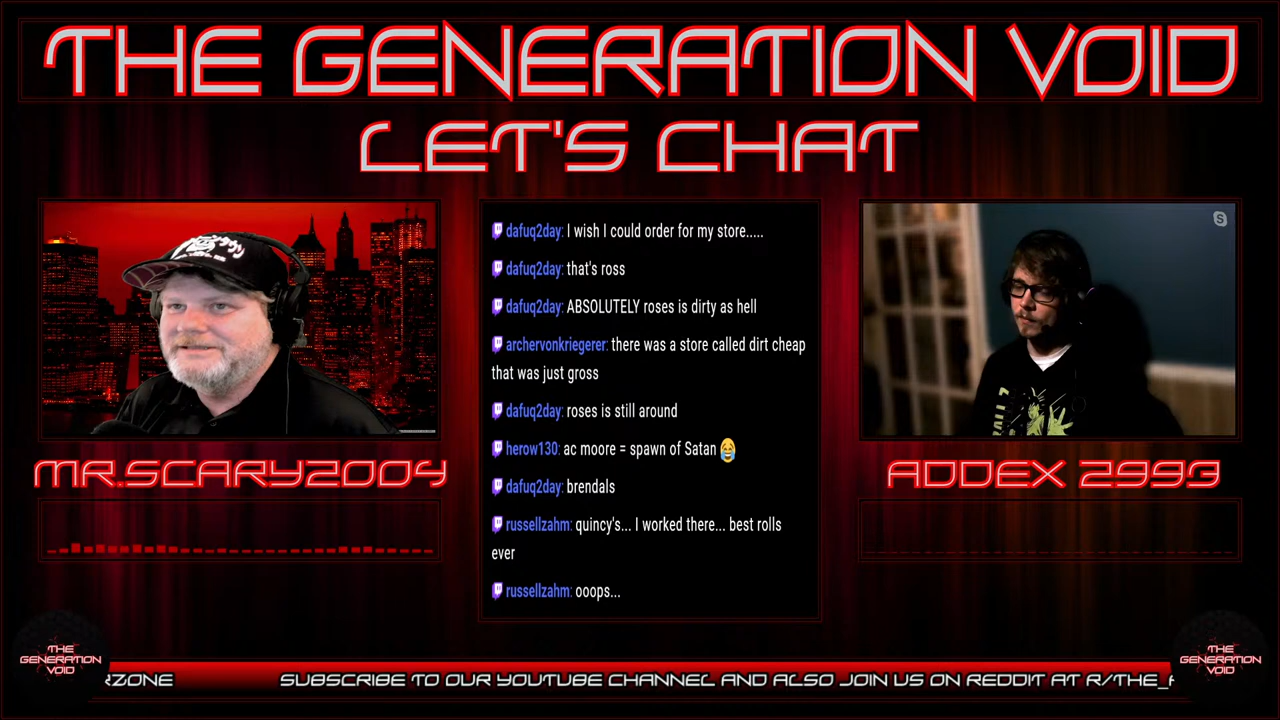 THE GENERATION VOID
LET'S CHAT
dafuq2day: I wish I could order for my store.....
dafuq2day: that's ross
dafuq2day: ABSOLUTELY roses is dirty as hell
archervonkriegerer: there was a store called dirt cheap
that was just gross
dafuq2day: roses is still around
herow130: ac moore = spawn of Satan 😂
dafuq2day: brendals
russellzahm: quincy's... I worked there... best rolls
ever
russellzahm: ooops...
MR.SCARY2004
ADDEX 2993
THE
GENERATION
VOID
RZONE
SUBSCRIBE TO OUR YOUTUBE CHANNEL AND ALSO JOIN US ON REDDIT AT R/THE_
THE
GENERATION
VOID